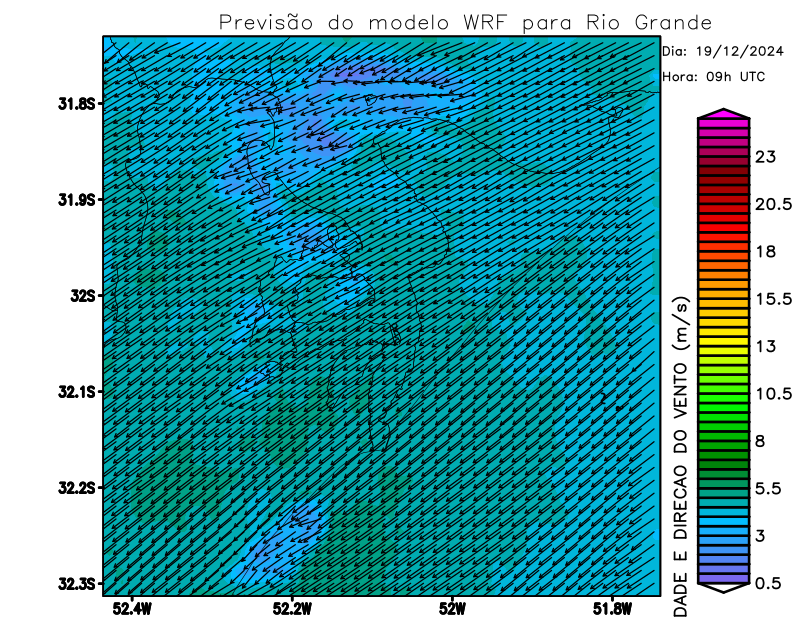 Previsão do modelo WRF para Rio Grande
Dia: 19/12/2024
Hora: 09h UTC
31.8S
31.9S
32S
32.1S
32.2S
32.3S
52.4W
52.2W
52W
51.8W
23
20.5
18
15.5
13
10.5
8
5.5
3
0.5
DADE E DIRECAO DO VENTO (m/s)